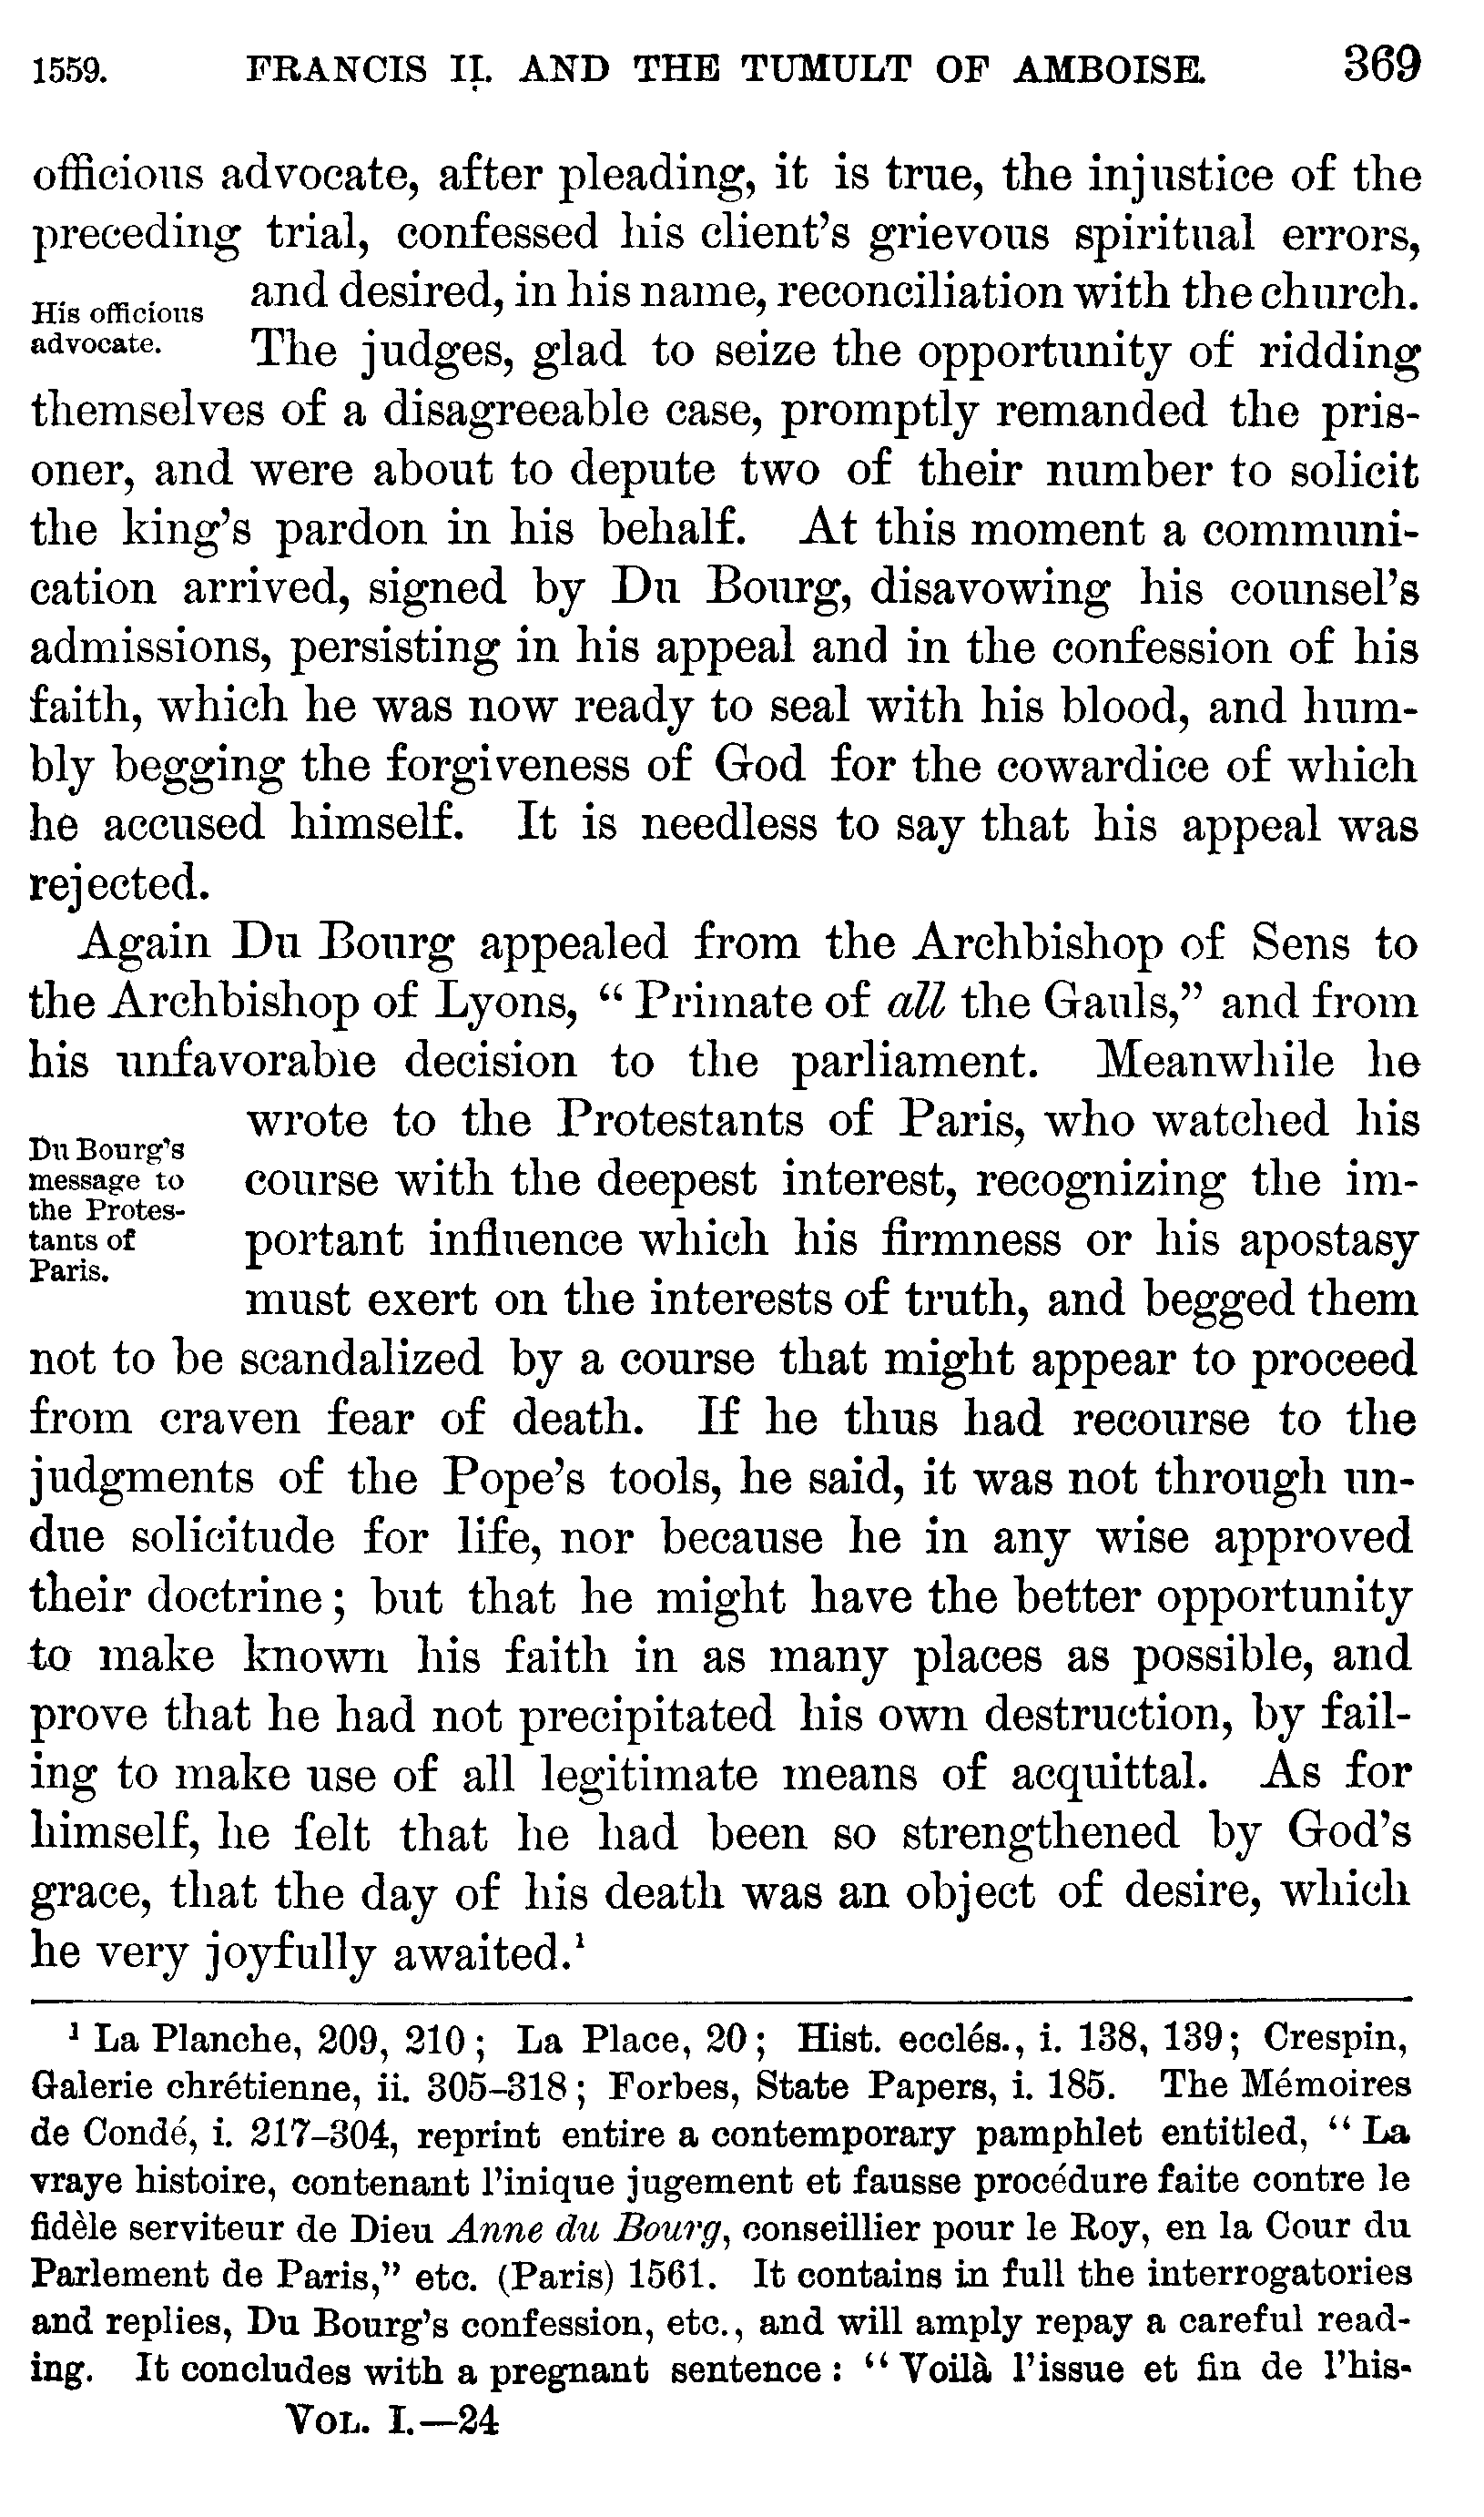 1559. FRANCIS II. AND THE TUMULT OF AMBOISE. 369
officious advocate, after pleading, it is true, the injustice of the
preceding trial, confessed his client's grievous spiritual errors,
and desired, in his name, reconciliation with the church.
His officious
advocate.
The judges, glad to seize the opportunity of ridding
themselves of a disagreeable case, promptly remanded the pris-
oner, and were about to depute two of their number to solicit
the king's pardon in his behalf. At this moment a communi-
cation arrived, signed by Du Bourg, disavowing his counsel's
admissions, persisting in his appeal and in the confession of his
faith, which he was now ready to seal with his blood, and hum-
bly begging the forgiveness of God for the cowardice of which
he accused himself. It is needless to say that his appeal was
rejected.
Again Du Bourg appealed from the Archbishop of Sens to
the Archbishop of Lyons, “Primate of all the Gauls,” and from
his unfavorable decision to the parliament. Meanwhile he
Du Bourg's
message to
the Protes-
tants of
Paris.
wrote to the Protestants of Paris, who watched his
course with the deepest interest, recognizing the im-
portant influence which his firmness or his apostasy
must exert on the interests of truth, and begged them
not to be scandalized by a course that might appear to proceed
from craven fear of death. If he thus had recourse to the
judgments of the Pope's tools, he said, it was not through un-
due solicitude for life, nor because he in any wise approved
their doctrine; but that he might have the better opportunity
to make known his faith in as many places as possible, and
prove that he had not precipitated his own destruction, by fail-
ing to make use of all legitimate means of acquittal. As for
himself, he felt that he had been so strengthened by God's
grace, that the day of his death was an object of desire, which
he very joyfully awaited.¹
¹ La Planche, 209, 210; La Place, 20; Hist. ecclés., i. 138, 139; Crespin,
Galerie chrétienne, ii. 305–318; Forbes, State Papers, i. 185. The Mémoires
de Condé, i. 217–304, reprint entire a contemporary pamphlet entitled, “La
vraye histoire, contenant l'inique jugement et fausse procédure faite contre le
fidèle serviteur de Dieu Anne du Bourg, conseillier pour le Roy, en la Cour du
Parlement de Paris,” etc. (Paris) 1561. It contains in full the interrogatories
and replies, Du Bourg's confession, etc., and will amply repay a careful read-
ing. It concludes with a pregnant sentence: “Voilà l'issue et fin de l'his-
VOL. I.—24